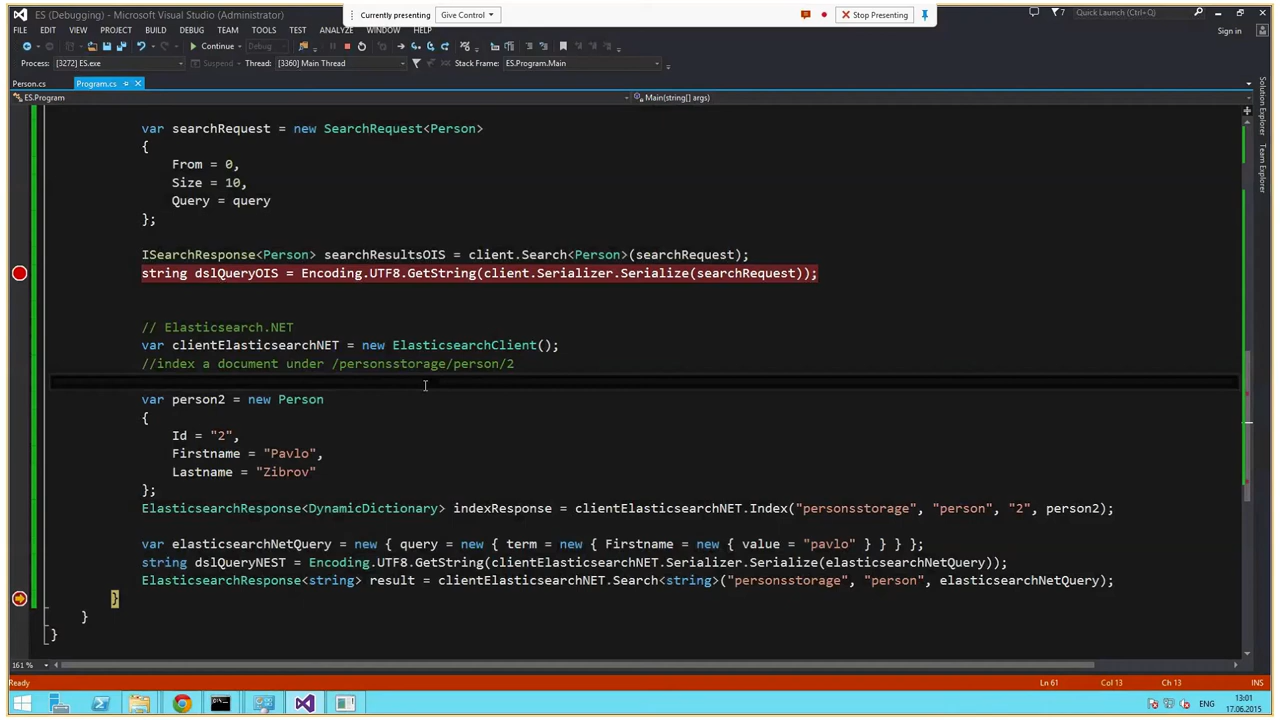 ES (Debugging) - Microsoft Visual Studio (Administrator)
Currently presenting
Give Control
Stop Presenting
7
Quick Launch (Ctrl+Q)
FILE EDIT VIEW PROJECT BUILD DEBUG TEAM TOOLS TEST ANALYZE WINDOW HELP
Sign in
Continue
Debug
Process: [3272] ES.exe
Suspend
Thread: [3360] Main Thread
Stack Frame: ES.Program.Main
Person.cs
Program.cs
ES.Program
Main(string[] args)
Solution Explorer
Team Explorer
var searchRequest = new SearchRequest<Person>
{
From = 0,
Size = 10,
Query = query
};
ISearchResponse<Person> searchResultsOIS = client.Search<Person>(searchRequest);
string dslQueryOIS = Encoding.UTF8.GetString(client.Serializer.Serialize(searchRequest));
// Elasticsearch.NET
var clientElasticsearchNET = new ElasticsearchClient();
//index a document under /personsstorage/person/2
var person2 = new Person
{
Id = "2",
Firstname = "Pavlo",
Lastname = "Zibrov"
};
ElasticsearchResponse<DynamicDictionary> indexResponse = clientElasticsearchNET.Index("personsstorage", "person", "2", person2);
var elasticsearchNetQuery = new { query = new { term = new { Firstname = new { value = "pavlo" } } } };
string dslQueryNEST = Encoding.UTF8.GetString(clientElasticsearchNET.Serializer.Serialize(elasticsearchNetQuery));
ElasticsearchResponse<string> result = clientElasticsearchNET.Search<string>("personsstorage", "person", elasticsearchNetQuery);
}
}
}
161 %
Ready
Ln 61
Col 13
Ch 13
INS
ENG
13:01
17.06.2015